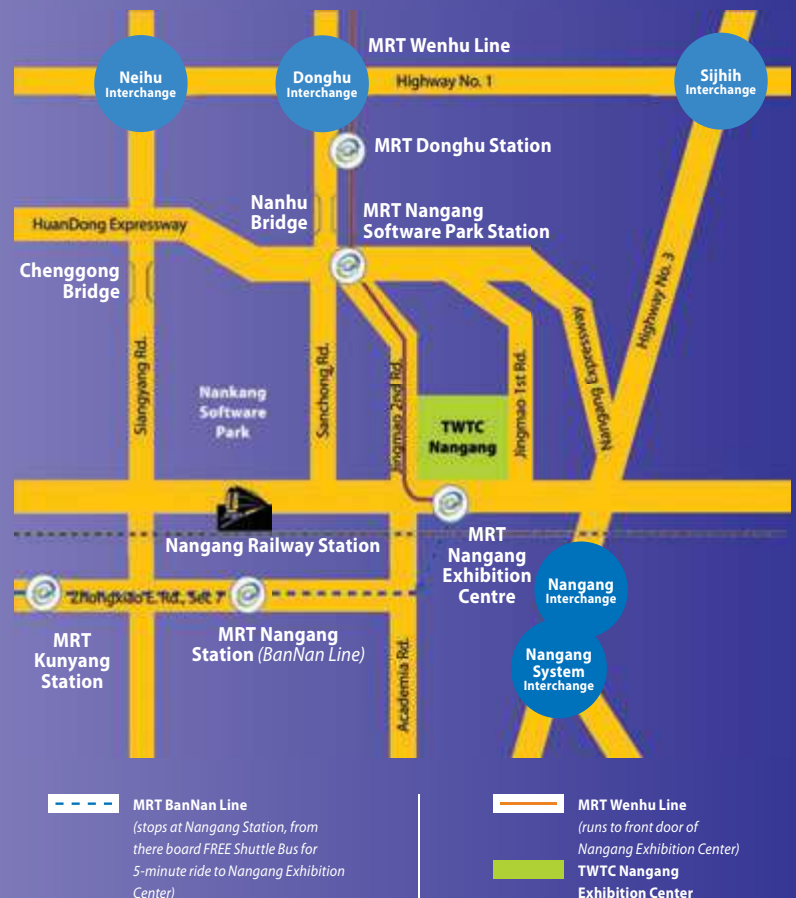 MRT Wenhu Line
Neihu
Interchange
Donghu
Interchange
Highway No. 1
Sijhih
Interchange
MRT Donghu Station
Nanhu
Bridge
MRT Nangang
Software Park Station
HuanDong Expressway
Chenggong
Bridge
Highway No. 3
Siangyang Rd.
Nankang
Software
Park
Sanchong Rd.
Jingmao 2nd Rd.
TWTC
Nangang
Jingmao 1st Rd.
Nangang Expressway
Nangang Railway Station
MRT
Nangang
Exhibition
Centre
Nangang
Interchange
Zhongxiao E. Rd., Sec 7
MRT
Kunyang
Station
MRT Nangang
Station (BanNan Line)
Academia Rd.
Nangang
System
Interchange
MRT BanNan Line
(stops at Nangang Station, from
there board FREE Shuttle Bus for
5-minute ride to Nangang Exhibition
Center)
MRT Wenhu Line
(runs to front door of
Nangang Exhibition Center)
TWTC Nangang
Exhibition Center